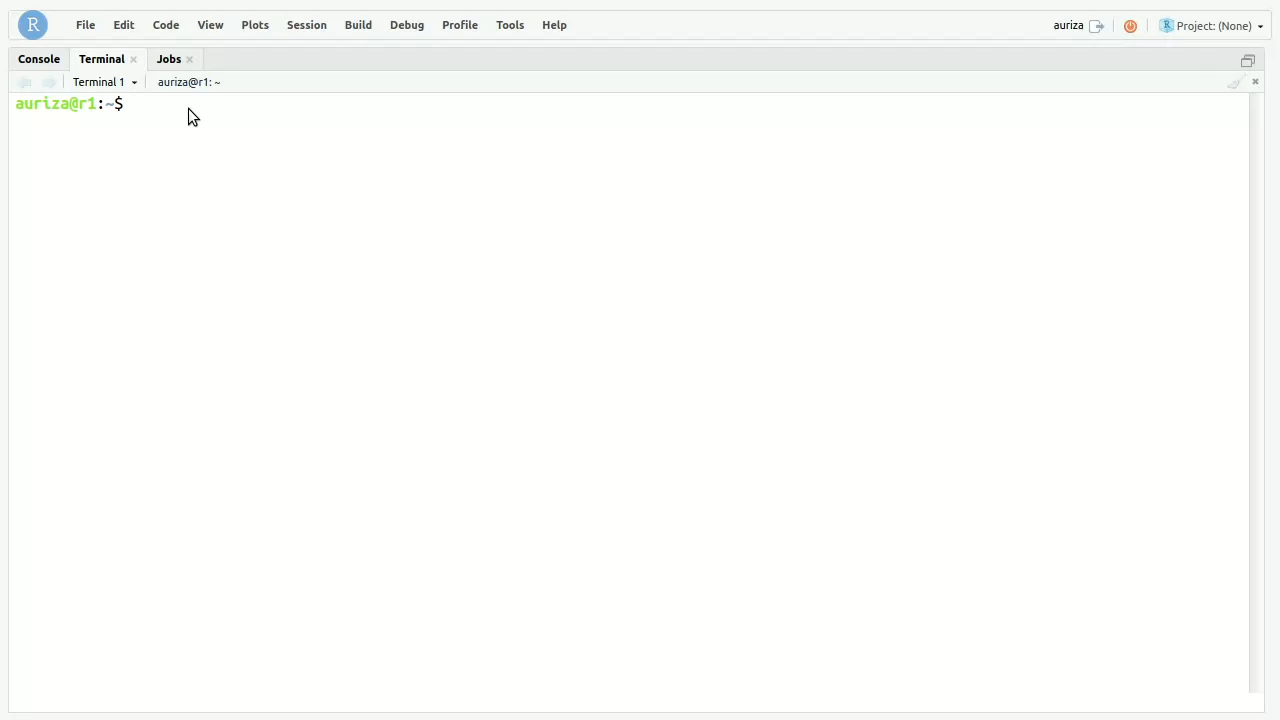 R File Edit Code View Plots Session Build Debug Profile Tools Help auriza R Project: (None)
Console Terminal Jobs
Terminal 1 auriza@r1: ~
auriza@r1:~$